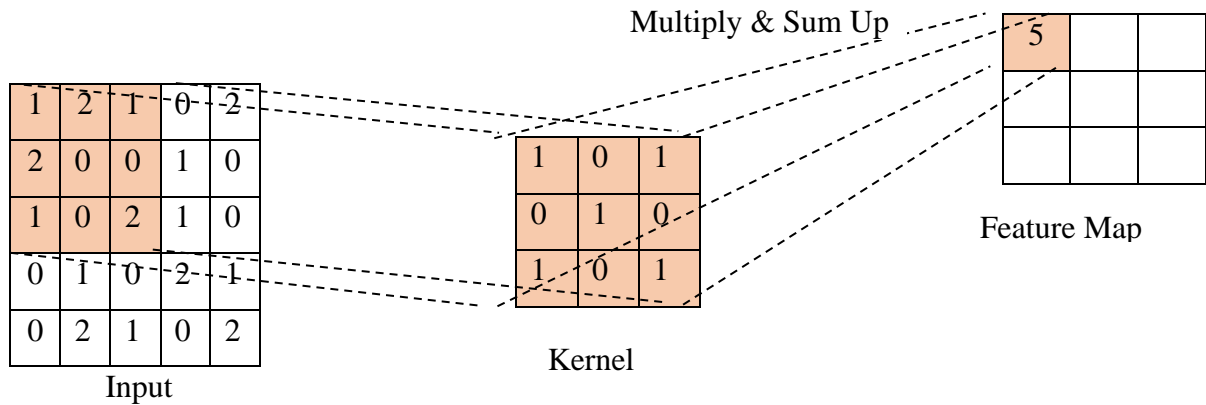 Multiply & Sum Up
5
1 2 1 0 2
2 0 0 1 0
1 0 2 1 0
0 1 0 2 1
0 2 1 0 2
Input
1 0 1
0 1 0
1 0 1
Kernel
Feature Map